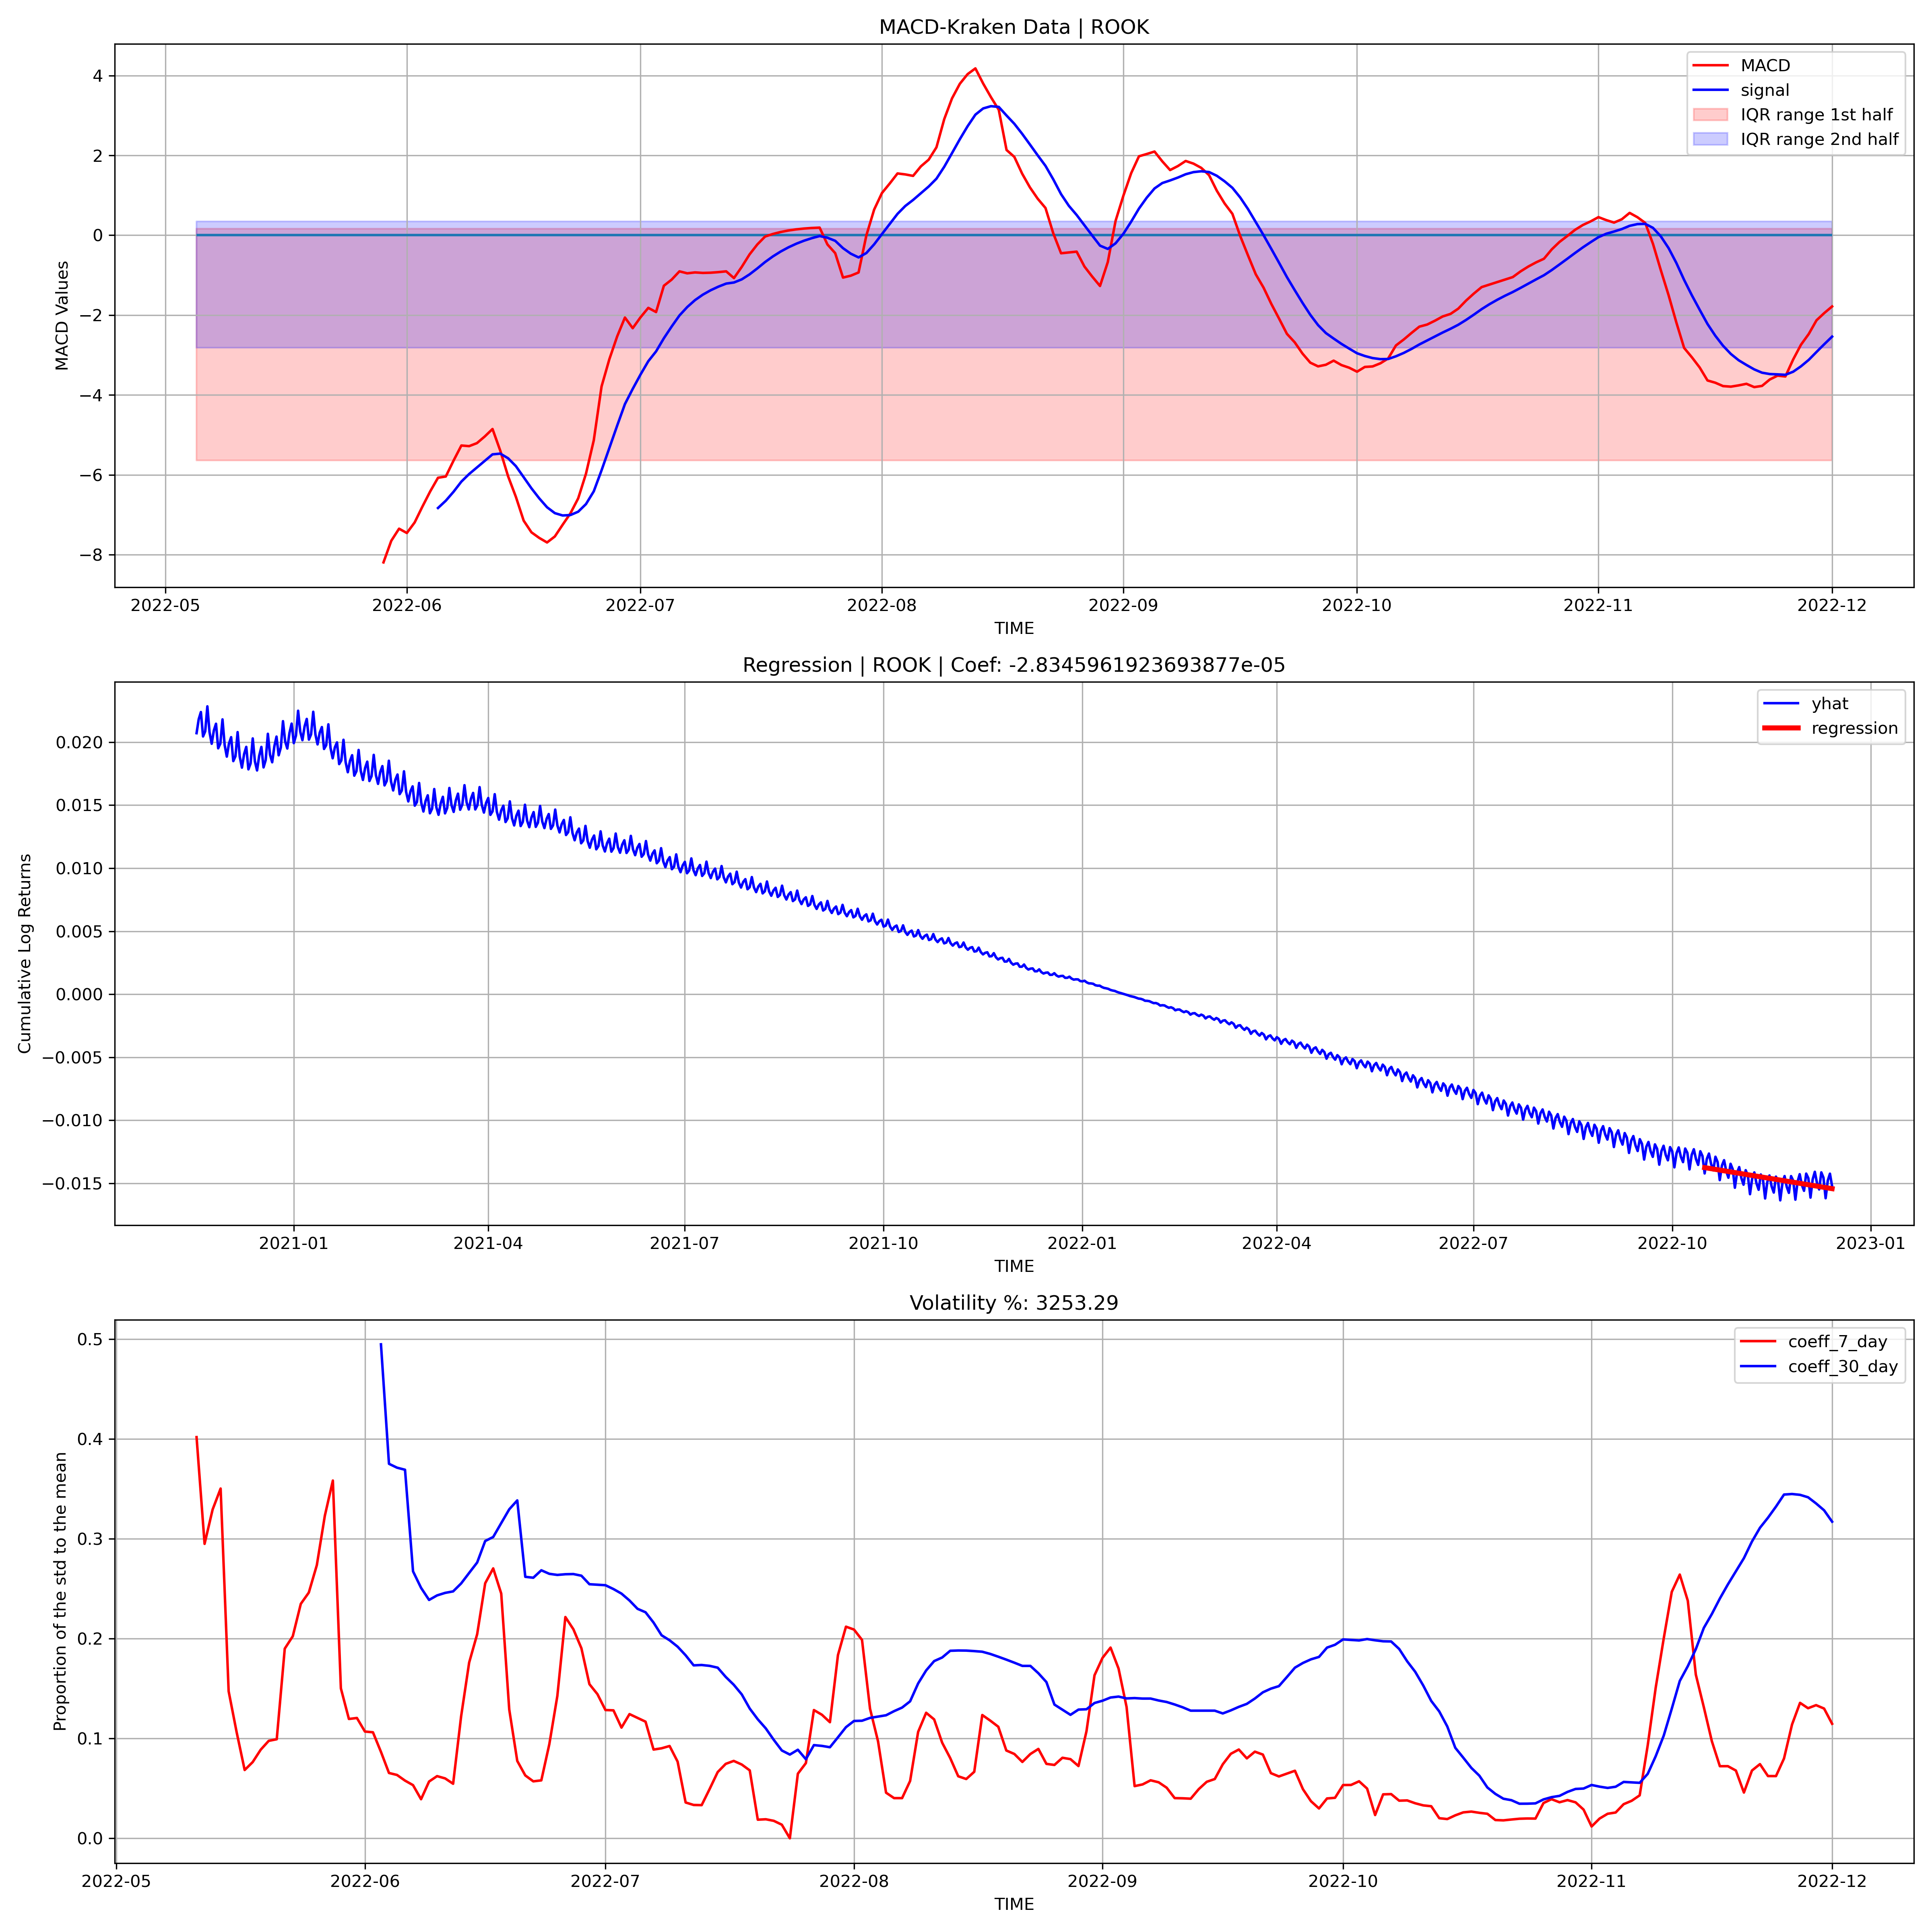 MACD-Kraken Data | ROOK
MACD
signal
IQR range 1st half
IQR range 2nd half
4
2
0
−2
−4
−6
−8
MACD Values
2022-05 2022-06 2022-07 2022-08 2022-09 2022-10 2022-11 2022-12
TIME
Regression | ROOK | Coef: -2.8345961923693877e-05
yhat
regression
0.020
0.015
0.010
0.005
0.000
−0.005
−0.010
−0.015
Cumulative Log Returns
2021-01 2021-04 2021-07 2021-10 2022-01 2022-04 2022-07 2022-10 2023-01
TIME
Volatility %: 3253.29
coeff_7_day
coeff_30_day
0.5
0.4
0.3
0.2
0.1
0.0
Proportion of the std to the mean
2022-05 2022-06 2022-07 2022-08 2022-09 2022-10 2022-11 2022-12
TIME